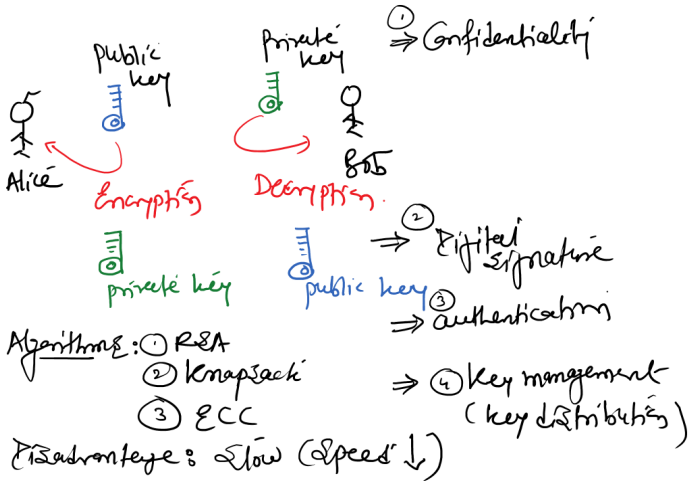 public key
private key
① ⇒ Confidentiality
Alice
Bob
Encryption
Decryption.
⇒ ② Digital signature
private key
public key
⇒ ③ authentication
Algorithms: ① RSA
② Knapsack
③ ECC
⇒ ④ Key management
(key distribution)
Disadvantage: Slow (Speed ↓)